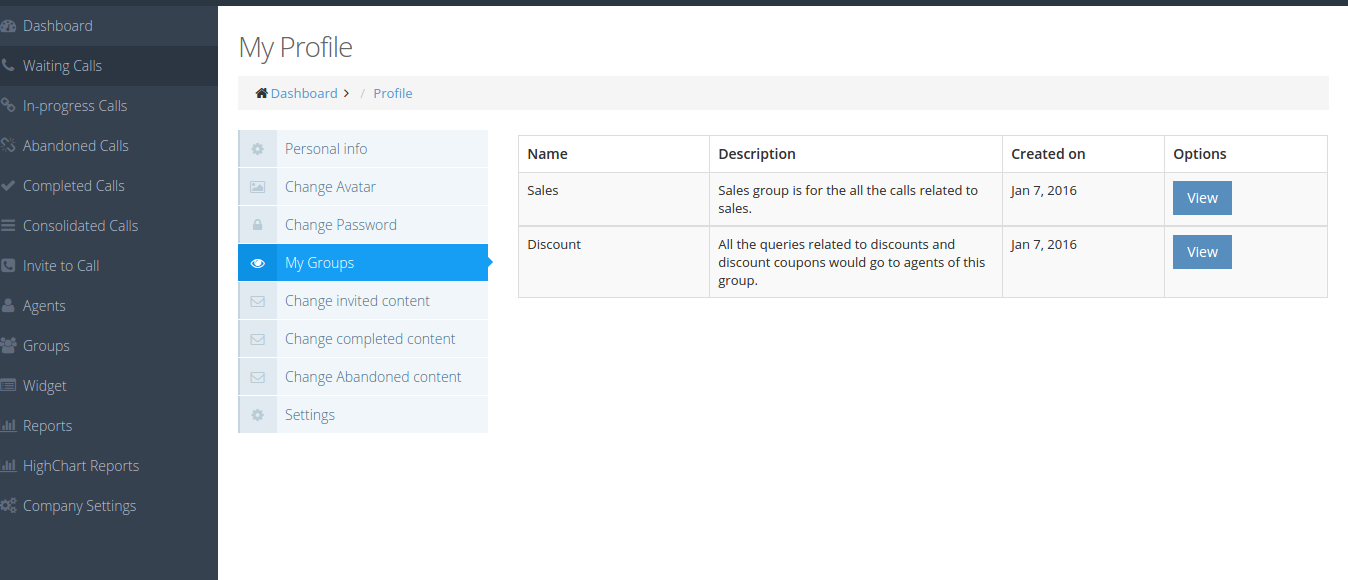 Dashboard
Waiting Calls
In-progress Calls
Abandoned Calls
Completed Calls
Consolidated Calls
Invite to Call
Agents
Groups
Widget
Reports
HighChart Reports
Company Settings
My Profile
Dashboard > / Profile
Personal info
Change Avatar
Change Password
My Groups
Change invited content
Change completed content
Change Abandoned content
Settings
Name Description Created on Options
Sales Sales group is for the all the calls related to Jan 7, 2016 View
sales.
Discount All the queries related to discounts and Jan 7, 2016 View
discount coupons would go to agents of this
group.